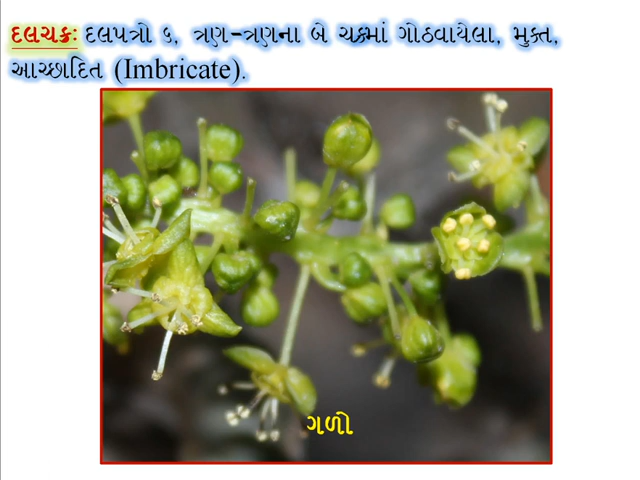 દલચક્ર: દલપત્રો ૬, ત્રણ-ત્રણના બે ચક્રમાં ગોઠવાયેલા, મુક્ત,
આચ્છાદિત (Imbricate).
ગળો